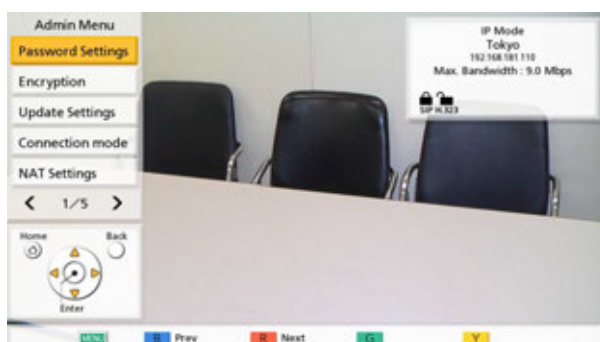 Admin Menu
Password Settings
Encryption
Update Settings
Connection mode
NAT Settings
1/5
Home
Back
Enter
IP Mode
Tokyo
192.168.181.110
Max. Bandwidth : 9.0 Mbps
SIP H.323
MENU
B Prev
R Next
G
Y